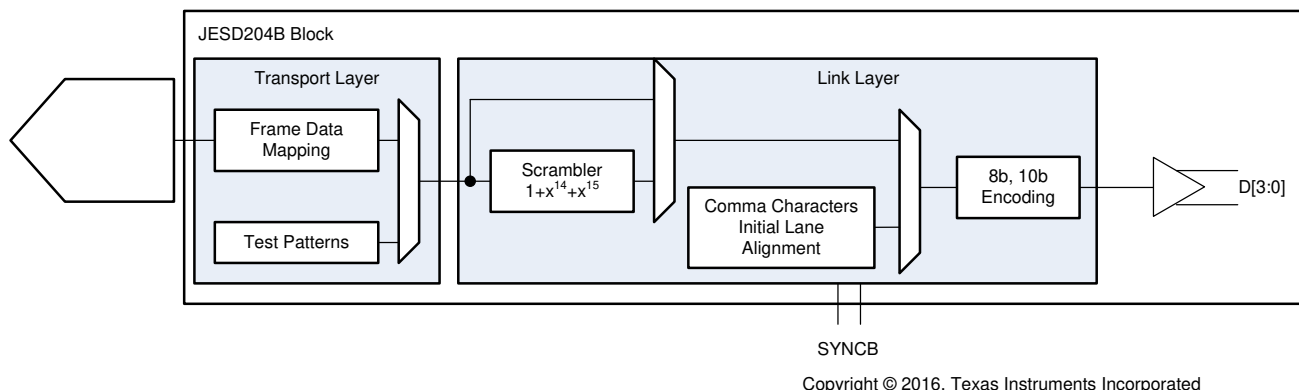 JESD204B Block
Transport Layer
Frame Data
Mapping
Test Patterns
Link Layer
Scrambler
1+x¹⁴+x¹⁵
Comma Characters
Initial Lane
Alignment
8b, 10b
Encoding
D[3:0]
SYNCB
Copyright © 2016, Texas Instruments Incorporated